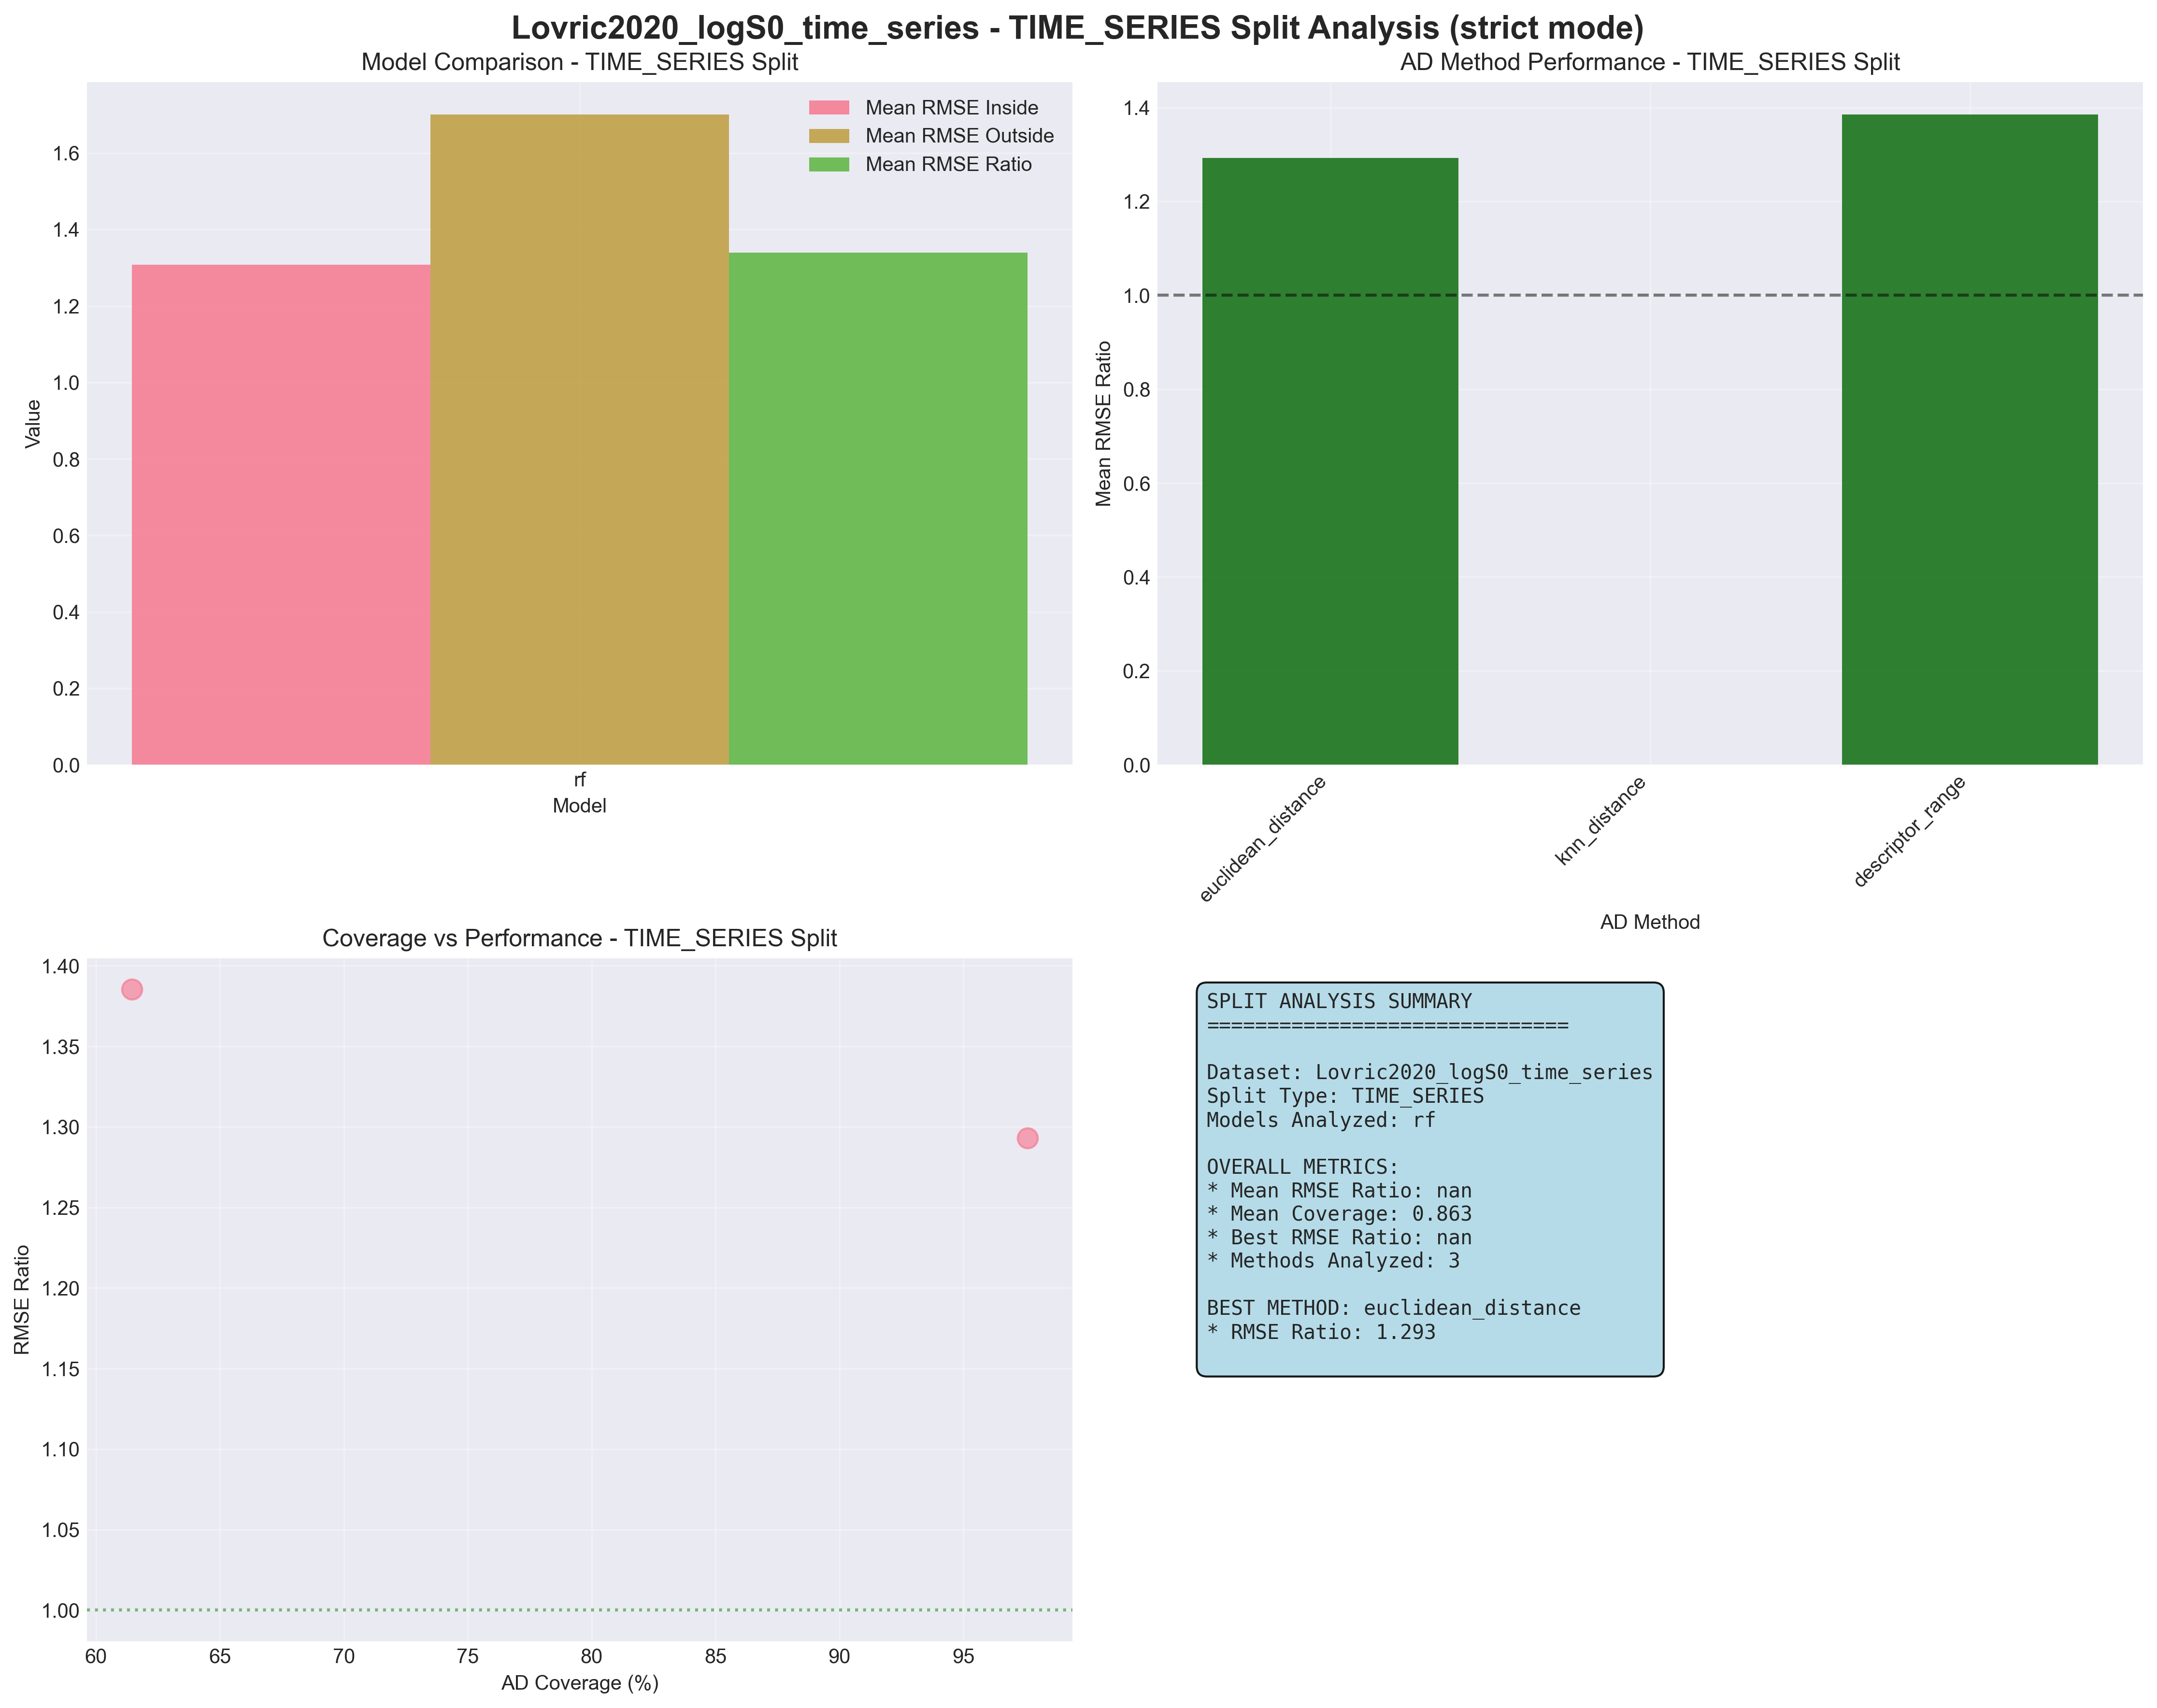 Lovric2020_logS0_time_series - TIME_SERIES Split Analysis (strict mode)
Model Comparison - TIME_SERIES Split
Mean RMSE Inside
Mean RMSE Outside
Mean RMSE Ratio
1.6
1.4
1.2
1.0
0.8
0.6
0.4
0.2
0.0
Value
rf
Model
AD Method Performance - TIME_SERIES Split
1.4
1.2
1.0
0.8
0.6
0.4
0.2
0.0
Mean RMSE Ratio
euclidean_distance
knn_distance
descriptor_range
AD Method
Coverage vs Performance - TIME_SERIES Split
1.40
1.35
1.30
1.25
1.20
1.15
1.10
1.05
1.00
RMSE Ratio
60 65 70 75 80 85 90 95
AD Coverage (%)
SPLIT ANALYSIS SUMMARY
==============================
Dataset: Lovric2020_logS0_time_series
Split Type: TIME_SERIES
Models Analyzed: rf
OVERALL METRICS:
* Mean RMSE Ratio: nan
* Mean Coverage: 0.863
* Best RMSE Ratio: nan
* Methods Analyzed: 3
BEST METHOD: euclidean_distance
* RMSE Ratio: 1.293